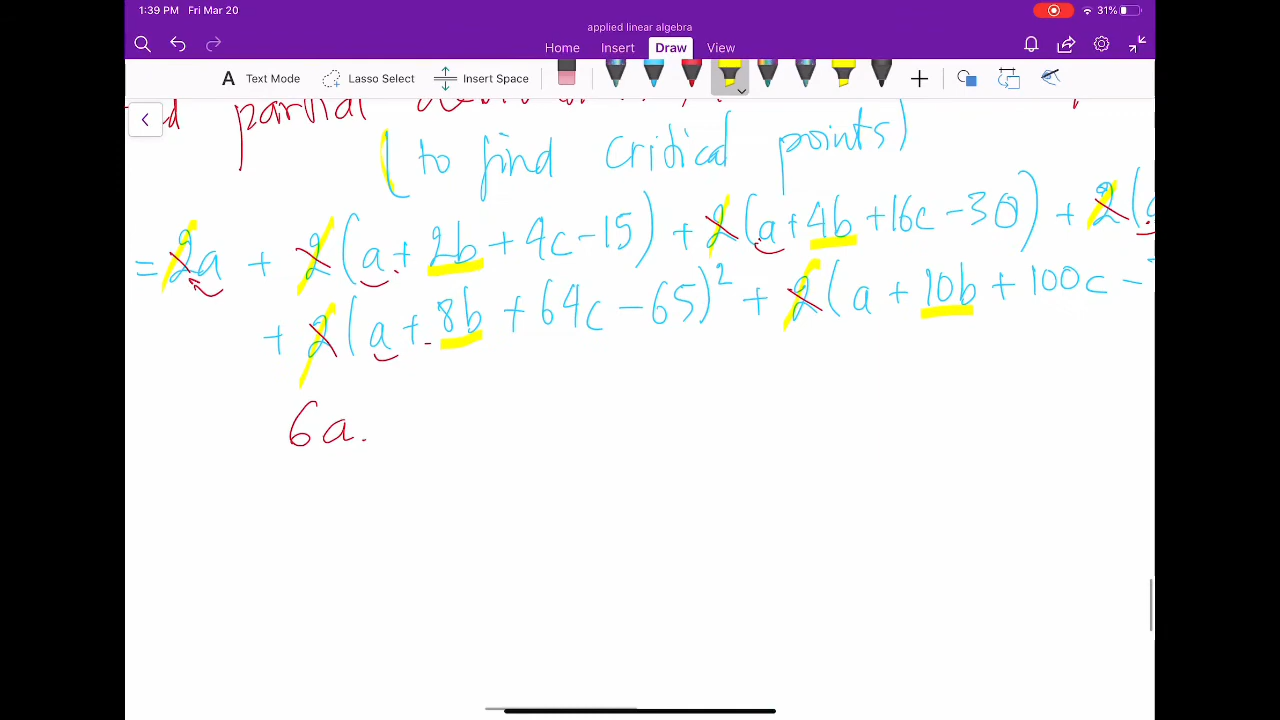 1:39 PM Fri Mar 20
31%
applied linear algebra
Home Insert Draw View
A Text Mode Lasso Select Insert Space
partial
(to find critical points)
= 2a + 2(a + 2b + 4c - 15) + 2(a + 4b + 16c - 30) + 2(
+ 2(a + 8b + 64c - 65)² + 2(a + 10b + 100c -
6a.